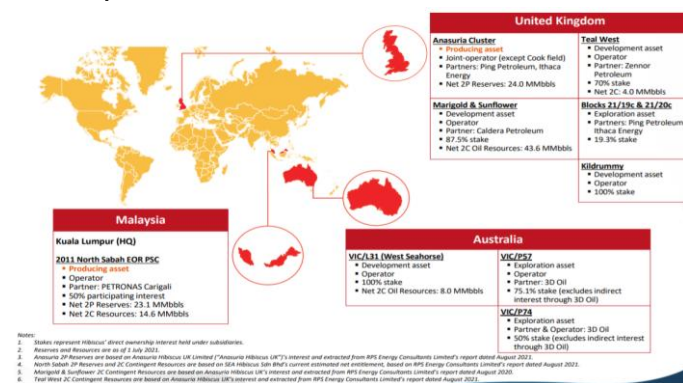 United Kingdom
Anasuria Cluster
▪ Producing asset
▪ Joint-operator (except Cook field)
▪ Partners: Ping Petroleum, Ithaca
Energy
▪ Net 2P Reserves: 24.0 MMbbls
Teal West
▪ Development asset
▪ Operator
▪ Partner: Zennor
Petroleum
▪ 70% stake
▪ Net 2C: 4.0 MMbbls
Marigold & Sunflower
▪ Development asset
▪ Operator
▪ Partner: Caldera Petroleum
▪ 87.5% stake
▪ Net 2C Oil Resources: 43.6 MMbbls
Blocks 21/19c & 21/20c
▪ Exploration asset
▪ Partners: Ping Petroleum,
Ithaca Energy
▪ 19.3% stake
Kildrummy
▪ Development asset
▪ Operator
▪ 100% stake
Malaysia
Kuala Lumpur (HQ)
2011 North Sabah EOR PSC
▪ Producing asset
▪ Operator
▪ Partner: PETRONAS Carigali
▪ 50% participating interest
▪ Net 2P Reserves: 23.1 MMbbls
▪ Net 2C Resources: 14.6 MMbbls
Australia
VIC/L31 (West Seahorse)
▪ Development asset
▪ Operator
▪ 100% stake
▪ Net 2C Oil Resources: 8.0 MMbbls
VIC/P57
▪ Exploration asset
▪ Operator
▪ Partner: 3D Oil
▪ 75.1% stake (excludes indirect
interest through 3D Oil)
VIC/P74
▪ Exploration asset
▪ Partner & Operator: 3D Oil
▪ 50% stake (excludes indirect interest
through 3D Oil)
Notes:
1. Stakes represent Hibiscus' direct ownership interest held under subsidiaries.
2. Reserves and Resources are as of 1 July 2021.
3. Anasuria 2P Reserves are based on Anasuria Hibiscus UK Limited ("Anasuria Hibiscus UK")'s interest and extracted from RPS Energy Consultants Limited's report dated August 2021.
4. North Sabah 2P Reserves and 2C Contingent Resources are based on SEA Hibiscus Sdn Bhd's current estimated net entitlement, based on RPS Energy Consultants Limited's report dated August 2021.
5. Marigold & Sunflower 2C Contingent Resources are based on Anasuria Hibiscus UK's interest and extracted from RPS Energy Consultants Limited's report dated August 2020.
6. Teal West 2C Contingent Resources are based on Anasuria Hibiscus UK's interest and extracted from RPS Energy Consultants Limited's report dated August 2021.